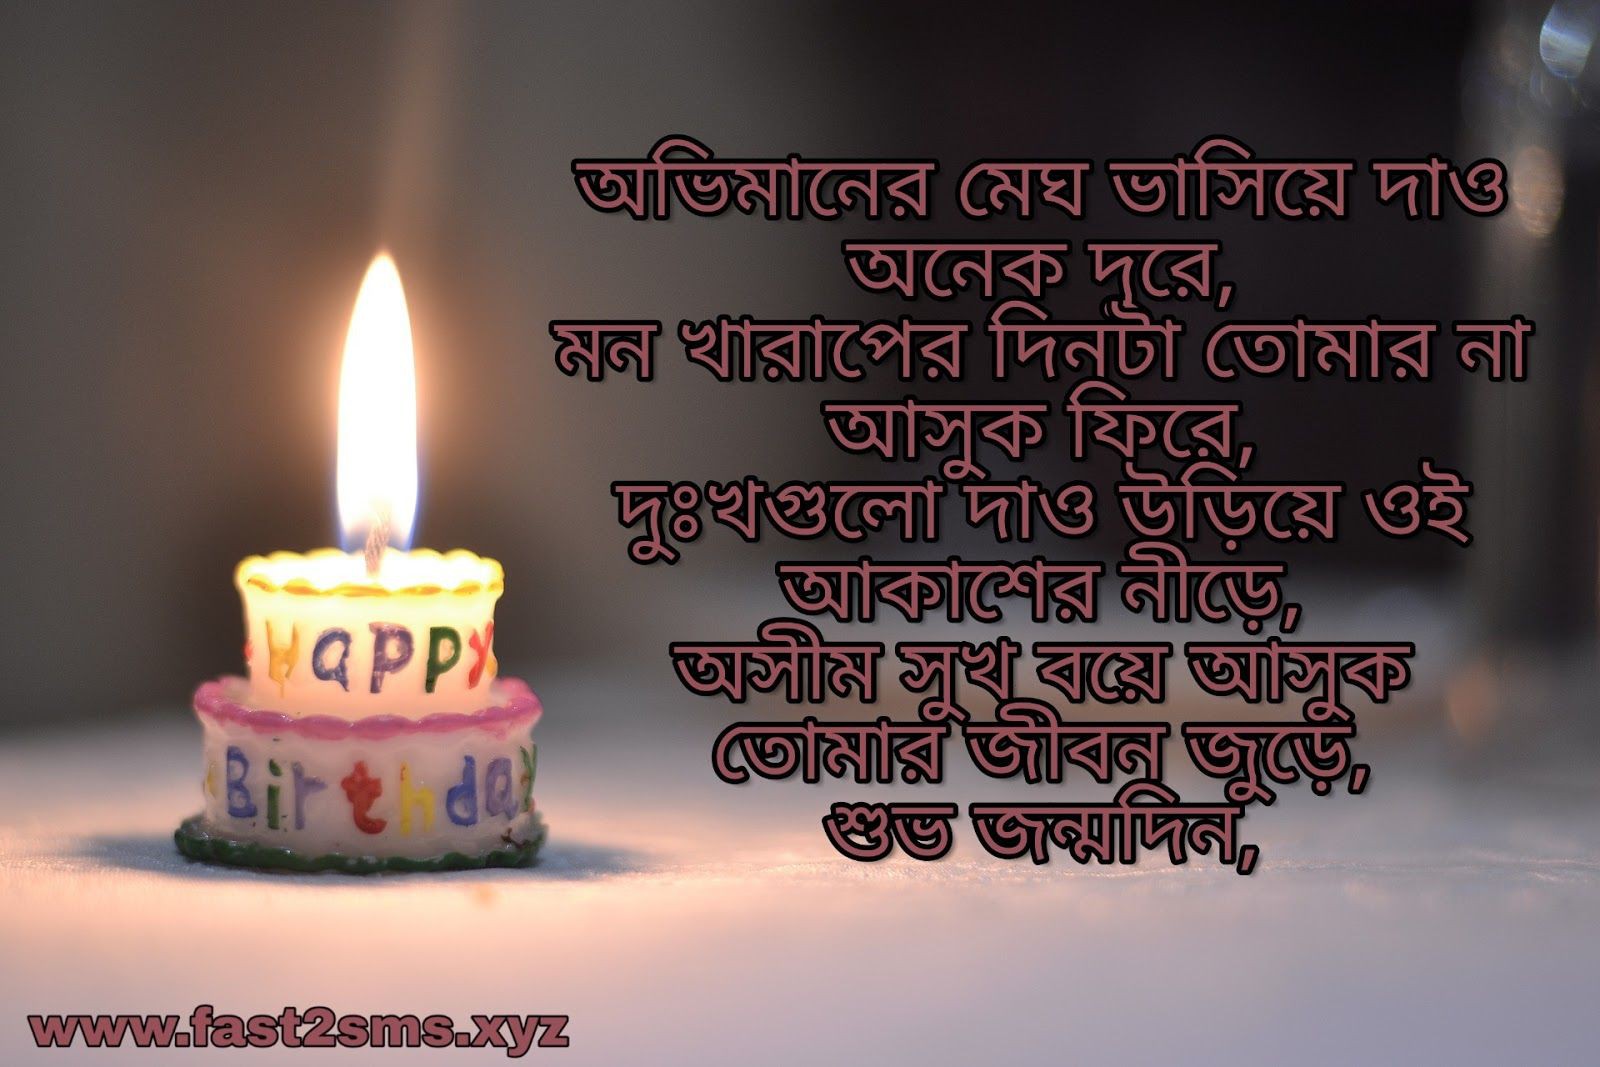 অভিমানের মেঘ ভাসিয়ে দাও
অনেক দূরে,
মন খারাপের দিনটা তোমার না
আসুক ফিরে,
দুঃখগুলো দাও উড়িয়ে ওই
আকাশের নীড়ে,
অসীম সুখ বয়ে আসুক
তোমার জীবন জুড়ে,
শুভ জন্মদিন,
HAPPY
Birthday
www.fast2sms.xyz